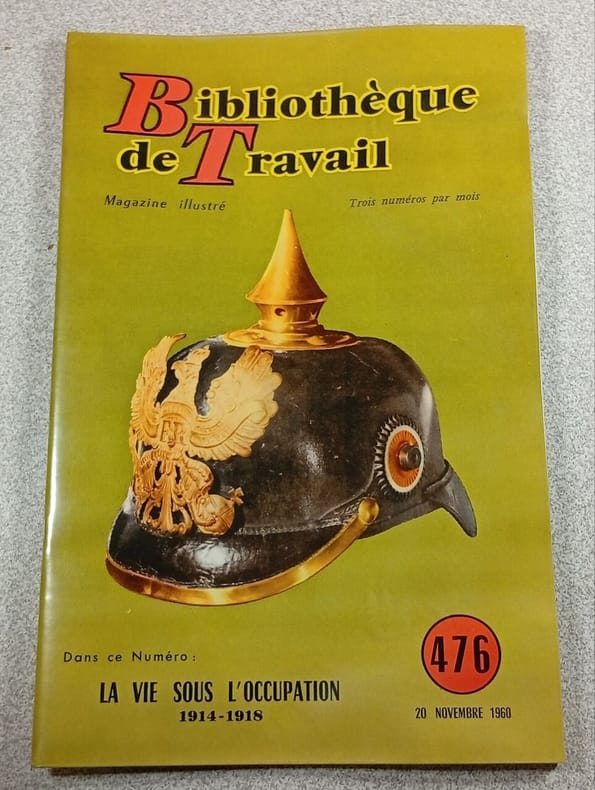 Bibliothèque
de Travail
Magazine illustré
Trois numéros par mois
FR
Dans ce Numéro :
LA VIE SOUS L'OCCUPATION
1914-1918
476
20 NOVEMBRE 1960